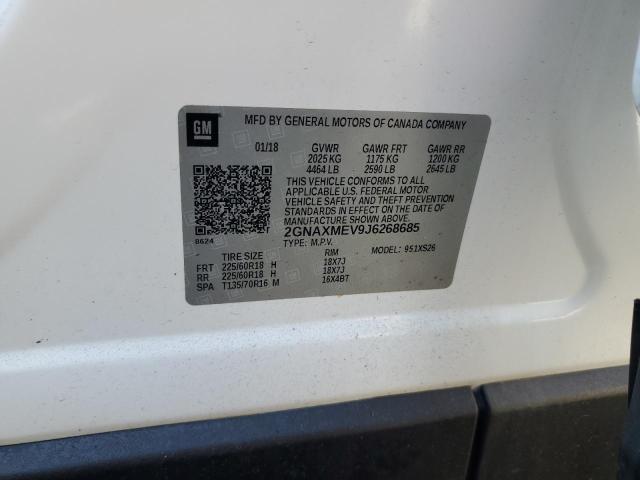 GM
MFD BY GENERAL MOTORS OF CANADA COMPANY
01/18 GVWR GAWR FRT GAWR RR
2025 KG 1175 KG 1200 KG
4464 LB 2590 LB 2645 LB
THIS VEHICLE CONFORMS TO ALL
APPLICABLE U.S. FEDERAL MOTOR
VEHICLE SAFETY, BUMPER, AND THEFT
PREVENTION STANDARDS IN EFFECT ON THE
DATE OF MANUFACTURE SHOWN ABOVE.
2GNAXMEV9J6268685
8624 TYPE: M.P.V. MODEL: 951XS26
TIRE SIZE RIM
FRT 225/60R18 H 18X7J
RR 225/60R18 H 18X7J
SPA T135/70R16 M 16X4BT